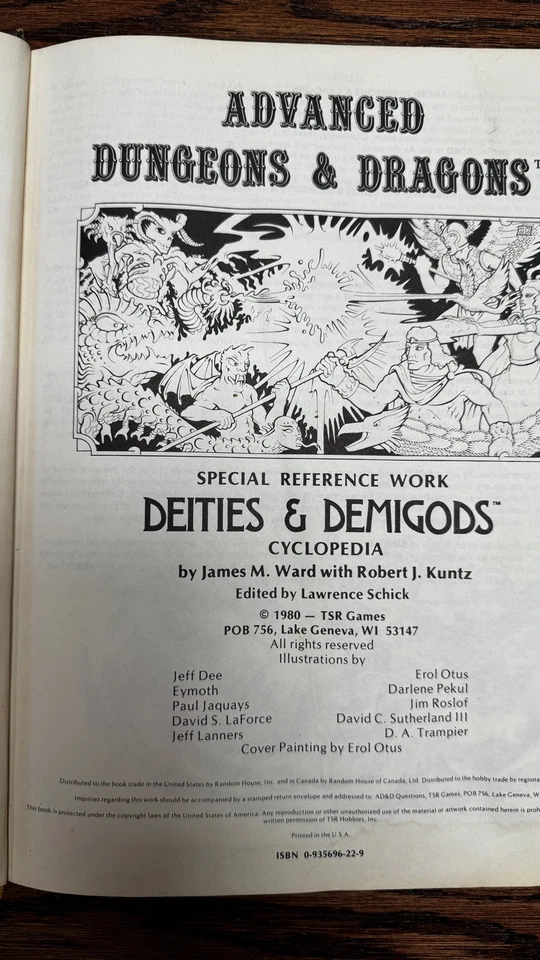 ADVANCED
DUNGEONS & DRAGONS™
SPECIAL REFERENCE WORK
DEITIES & DEMIGODS™
CYCLOPEDIA
by James M. Ward with Robert J. Kuntz
Edited by Lawrence Schick
© 1980 — TSR Games
POB 756, Lake Geneva, WI 53147
All rights reserved
Illustrations by
Jeff Dee Erol Otus
Eymoth Darlene Pekul
Paul Jaquays Jim Roslof
David S. LaForce David C. Sutherland III
Jeff Lanners D. A. Trampier
Cover Painting by Erol Otus
Distributed to the book trade in the United States by Random House, Inc. and in Canada by Random House of Canada, Ltd. Distributed to the hobby trade by regiona
Inquiries regarding this work should be accompanied by a stamped return envelope and addressed to: AD&D Questions, TSR Games, POB 756, Lake Geneva, W
This book is protected under the copyright laws of the United States of America. Any reproduction or other unauthorized use of the material or artwork contained herein is proh
written permission of TSR Hobbies, Inc.
Printed in the U.S.A.
ISBN 0-935696-22-9